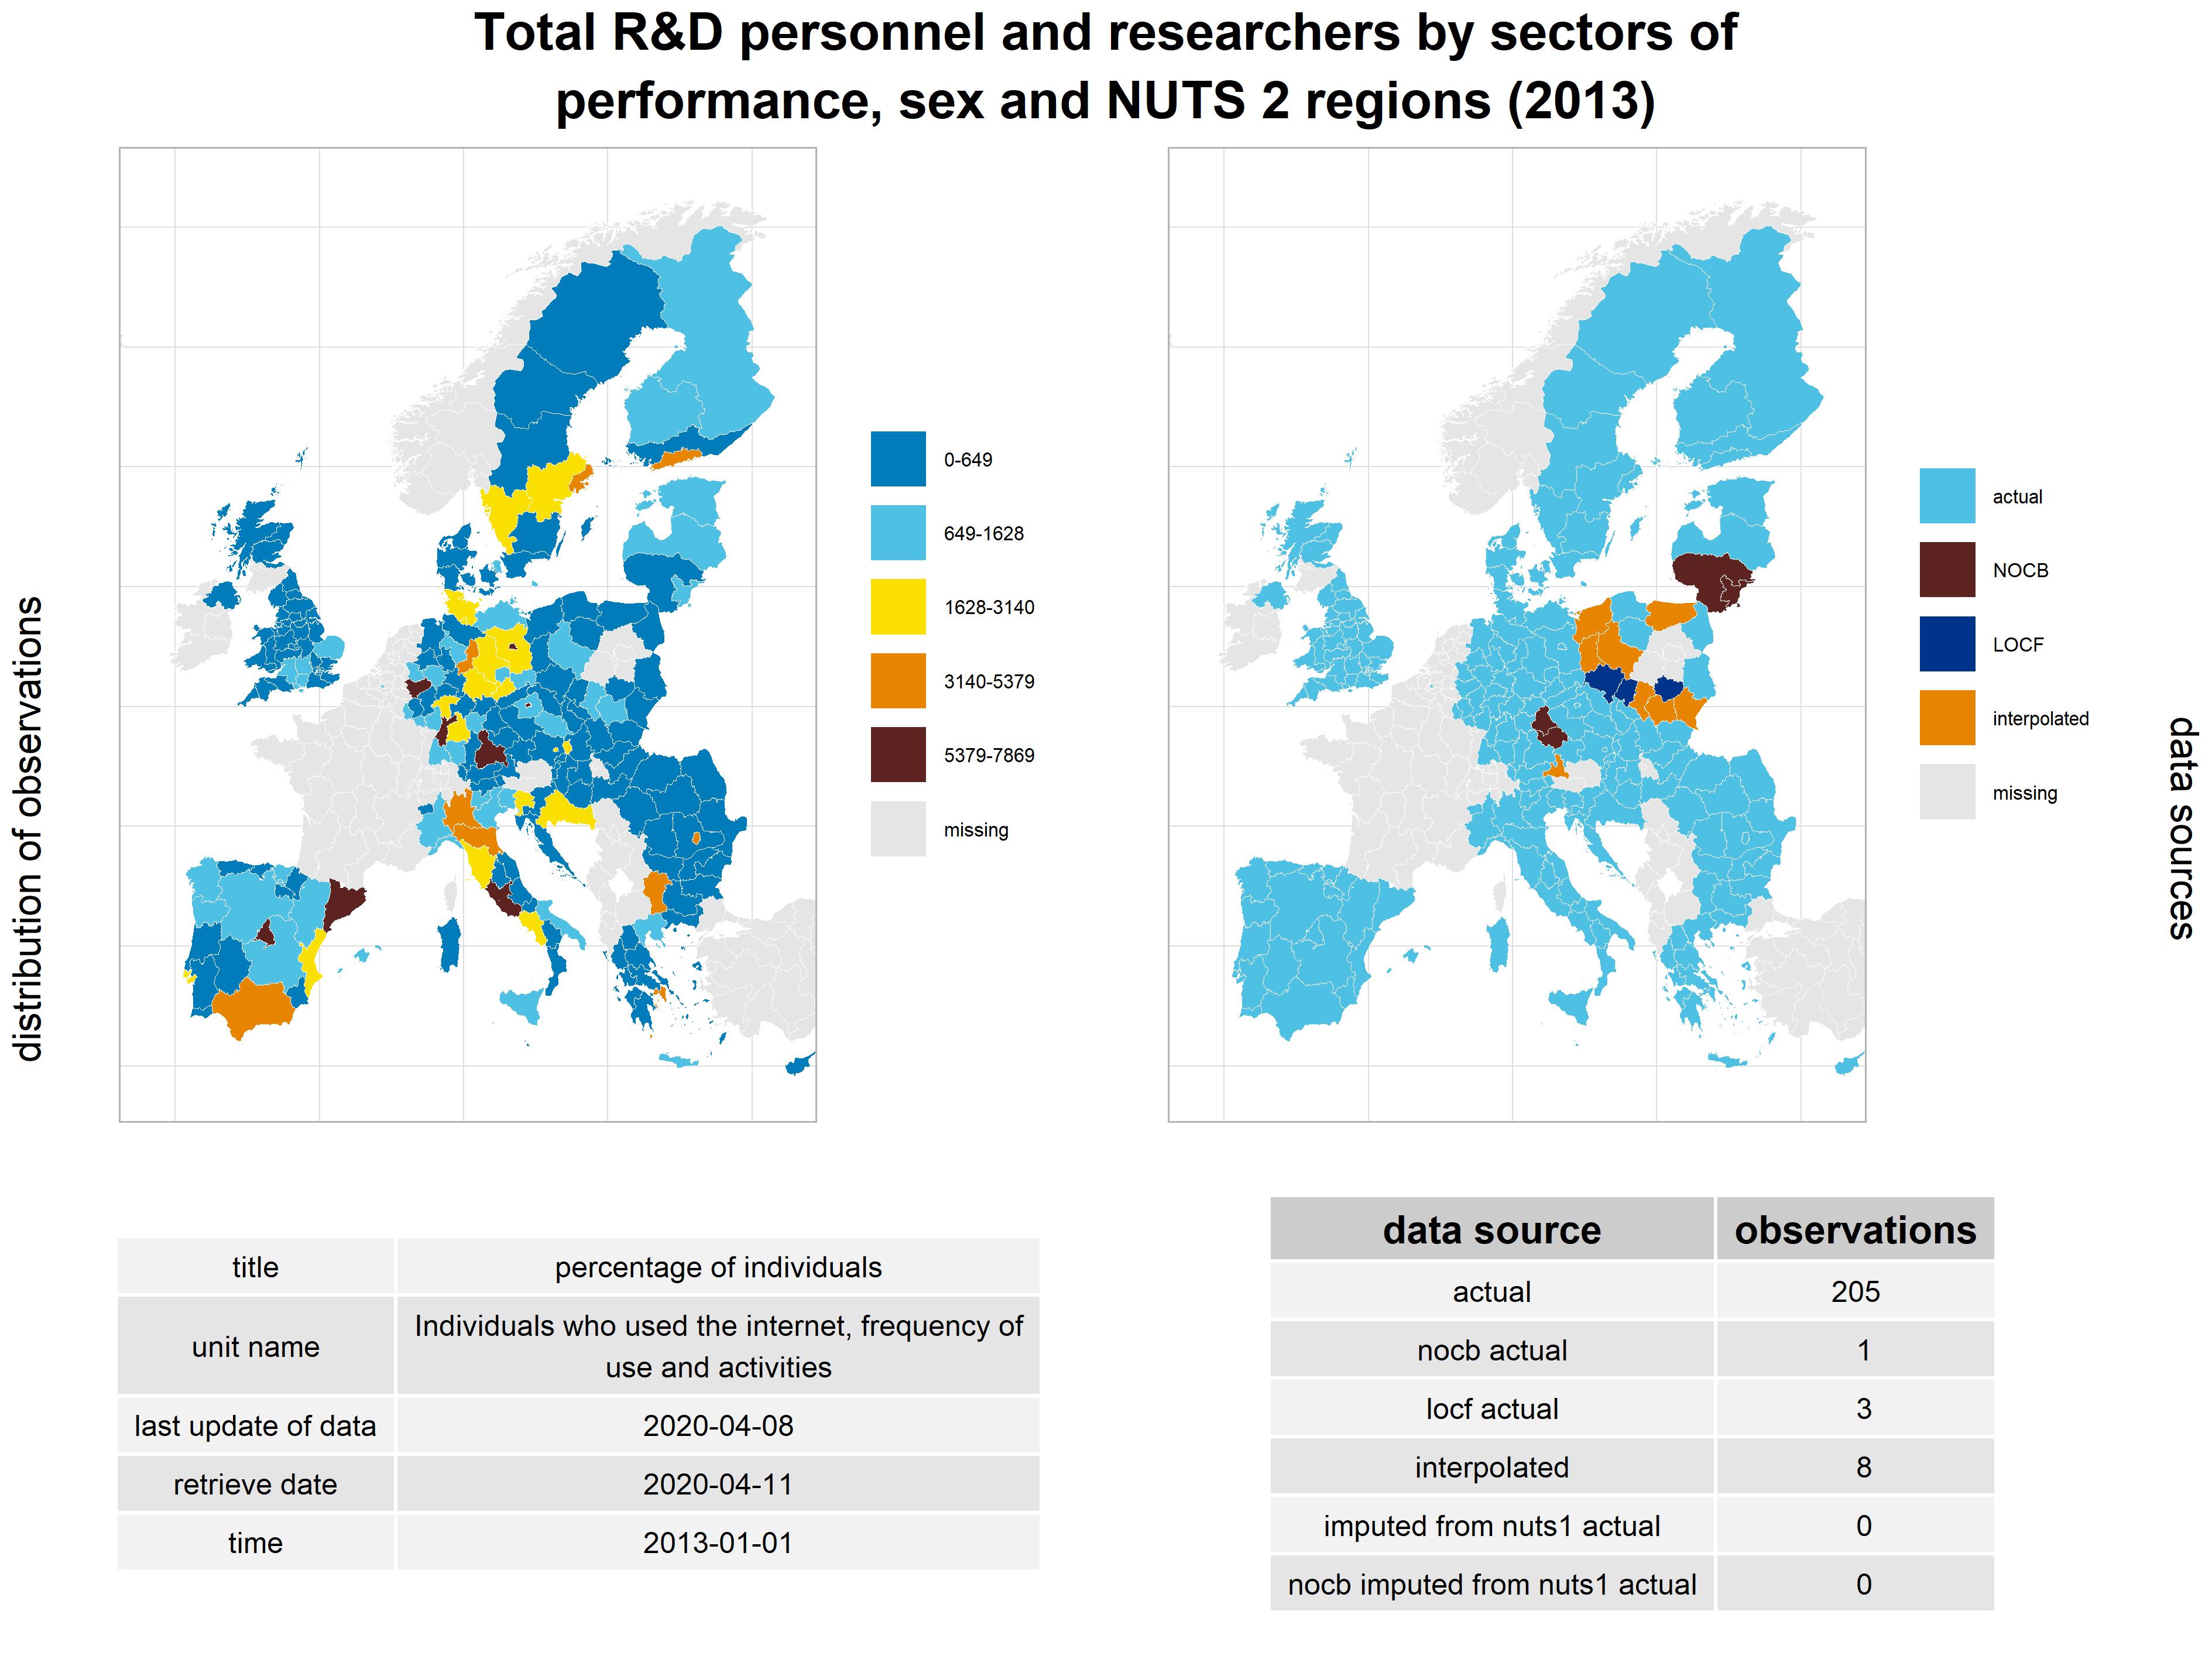 Total R&D personnel and researchers by sectors of
performance, sex and NUTS 2 regions (2013)
distribution of observations
0-649
649-1628
1628-3140
3140-5379
5379-7869
missing
actual
NOCB
LOCF
interpolated
missing
data sources
title percentage of individuals
unit name Individuals who used the internet, frequency of
use and activities
last update of data 2020-04-08
retrieve date 2020-04-11
time 2013-01-01
data source observations
actual 205
nocb actual 1
locf actual 3
interpolated 8
imputed from nuts1 actual 0
nocb imputed from nuts1 actual 0